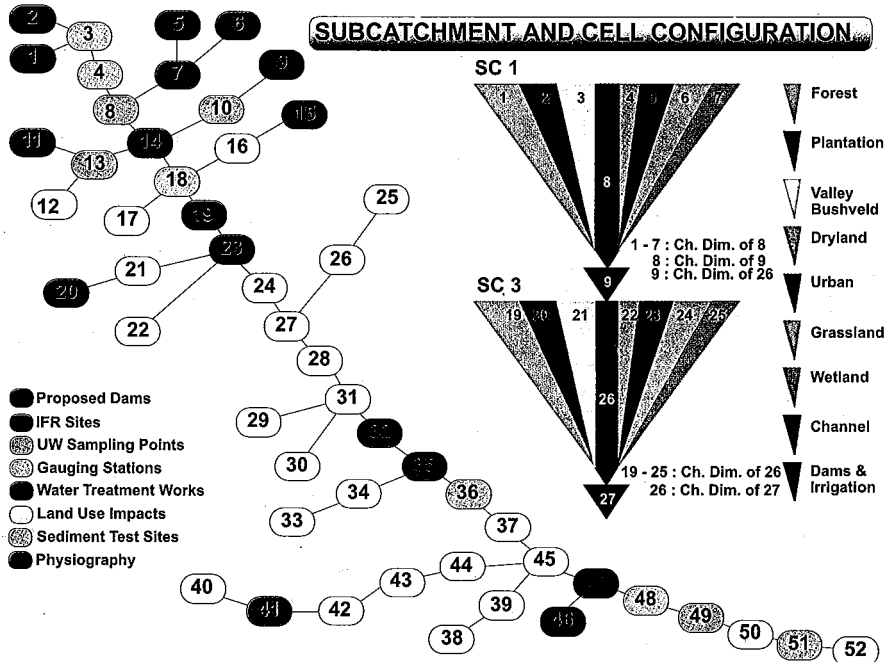 SUBCATCHMENT AND CELL CONFIGURATION
2
5
6
3
1
4
7
9
8
10
15
11
14
16
13
18
12
17
19
25
23
26
21
20
24
22
27
28
31
29
30
35
34
36
33
37
45
44
43
40
42
41
39
48
46
49
38
50
51
52
SC 1
1 2 3 4 5 6 7
8
1 - 7 : Ch. Dim. of 8
8 : Ch. Dim. of 9
9 : Ch. Dim. of 26
9
SC 3
19 20 21 22 23 24 25
26
19 - 25 : Ch. Dim. of 26
26 : Ch. Dim. of 27
27
Forest
Plantation
Valley
Bushveld
Dryland
Urban
Grassland
Wetland
Channel
Dams &
Irrigation
Proposed Dams
IFR Sites
UW Sampling Points
Gauging Stations
Water Treatment Works
Land Use Impacts
Sediment Test Sites
Physiography